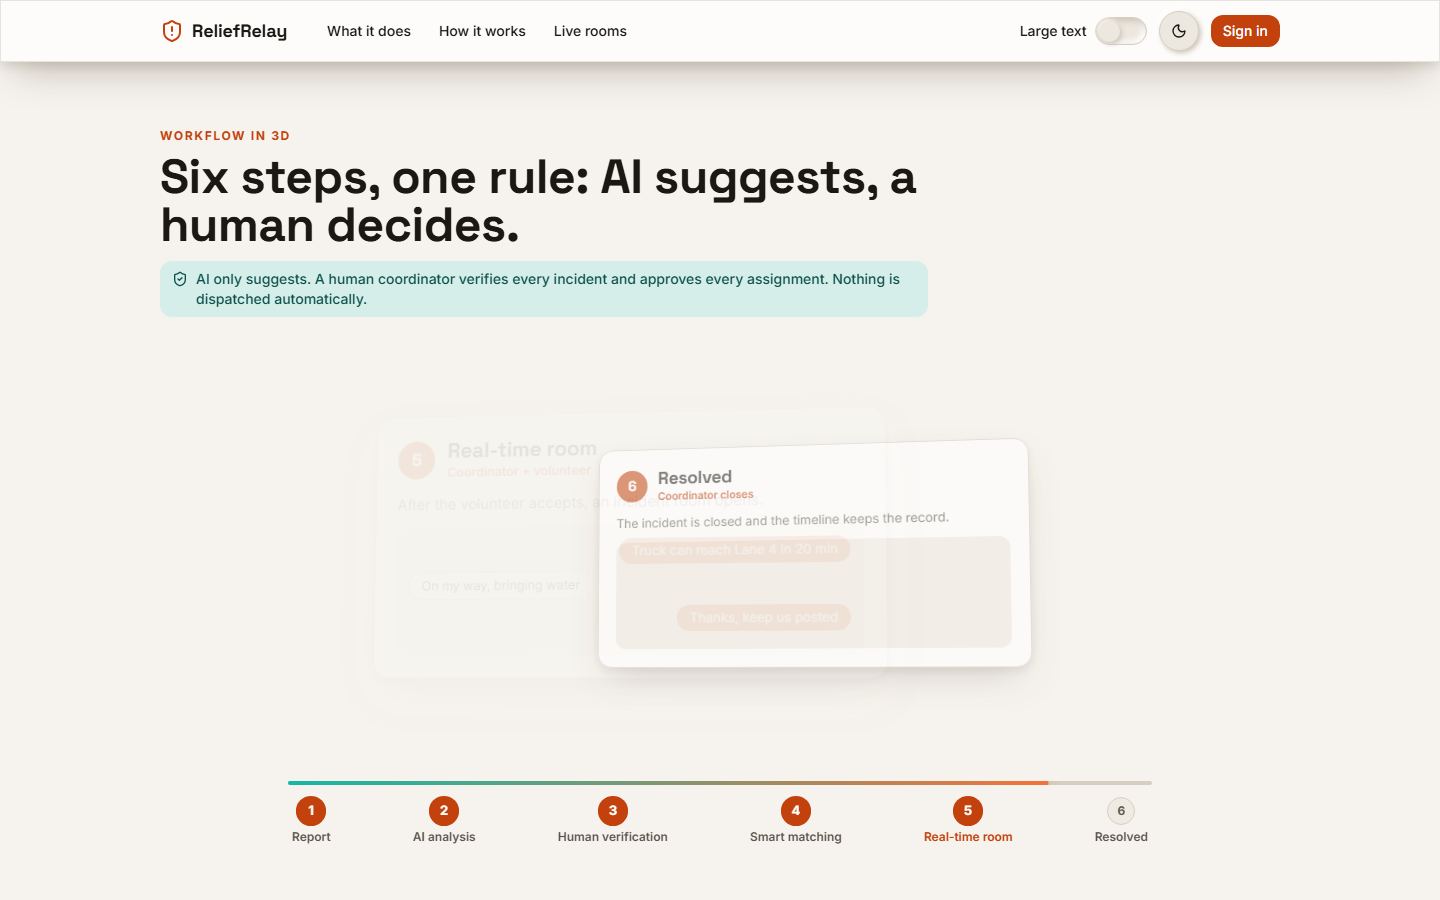 ReliefRelay
What it does
How it works
Live rooms
Large text
Sign in
WORKFLOW IN 3D
Six steps, one rule: AI suggests, a
human decides.
AI only suggests. A human coordinator verifies every incident and approves every assignment. Nothing is
dispatched automatically.
5
Real-time room
Coordinator + volunteer
After the volunteer accepts, an incident room opens.
On my way, bringing water
6
Resolved
Coordinator closes
The incident is closed and the timeline keeps the record.
Truck can reach Lane 4 in 20 min
Thanks, keep us posted
1
Report
2
AI analysis
3
Human verification
4
Smart matching
5
Real-time room
6
Resolved